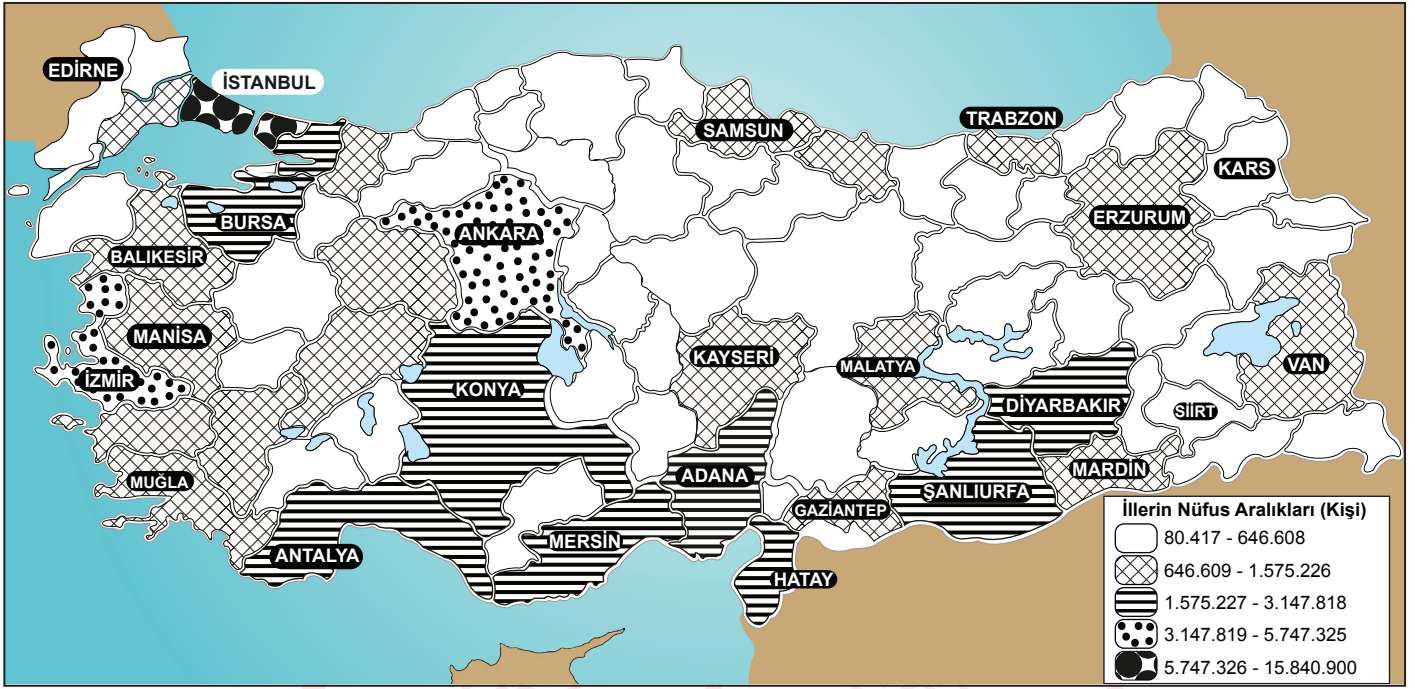 EDİRNE
İSTANBUL
SAMSUN
TRABZON
KARS
BURSA
ANKARA
ERZURUM
BALIKESİR
MANİSA
KAYSERİ
MALATYA
VAN
İZMİR
KONYA
DİYARBAKIR
SİİRT
MUĞLA
ADANA
MARDİN
ŞANLIURFA
GAZİANTEP
ANTALYA
MERSİN
HATAY
İllerin Nüfus Aralıkları (Kişi)
80.417 - 646.608
646.609 - 1.575.226
1.575.227 - 3.147.818
3.147.819 - 5.747.325
5.747.326 - 15.840.900